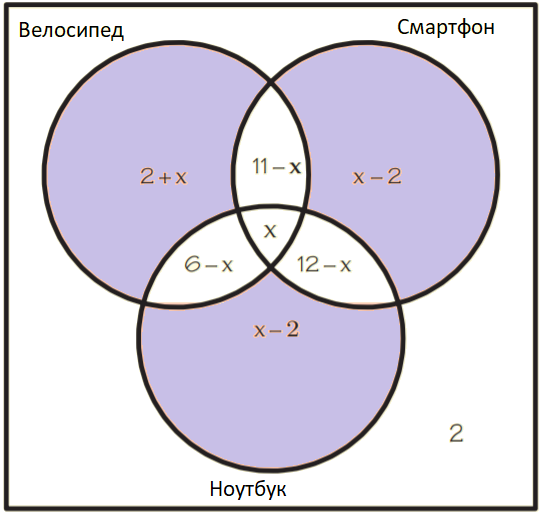 Велосипед
Смартфон
2+x
11-x
x-2
x
6-x
12-x
x-2
2
Ноутбук